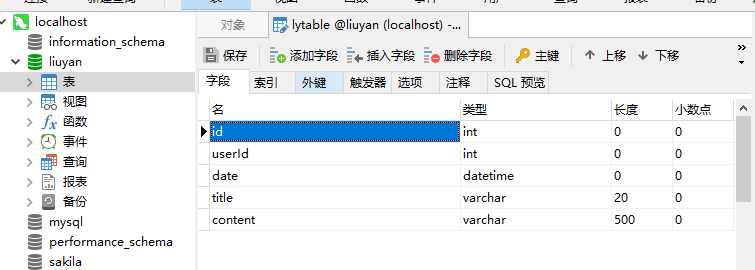 对象 lytable @liuyan (localhost) -...
localhost
information_schema
liuyan
表
视图
函数
事件
查询
报表
备份
mysql
performance_schema
sakila
保存 添加字段 插入字段 删除字段 主键 上移 下移
字段 索引 外键 触发器 选项 注释 SQL 预览
名 类型 长度 小数点
id int 0 0
userId int 0 0
date datetime 0 0
title varchar 20 0
content varchar 500 0